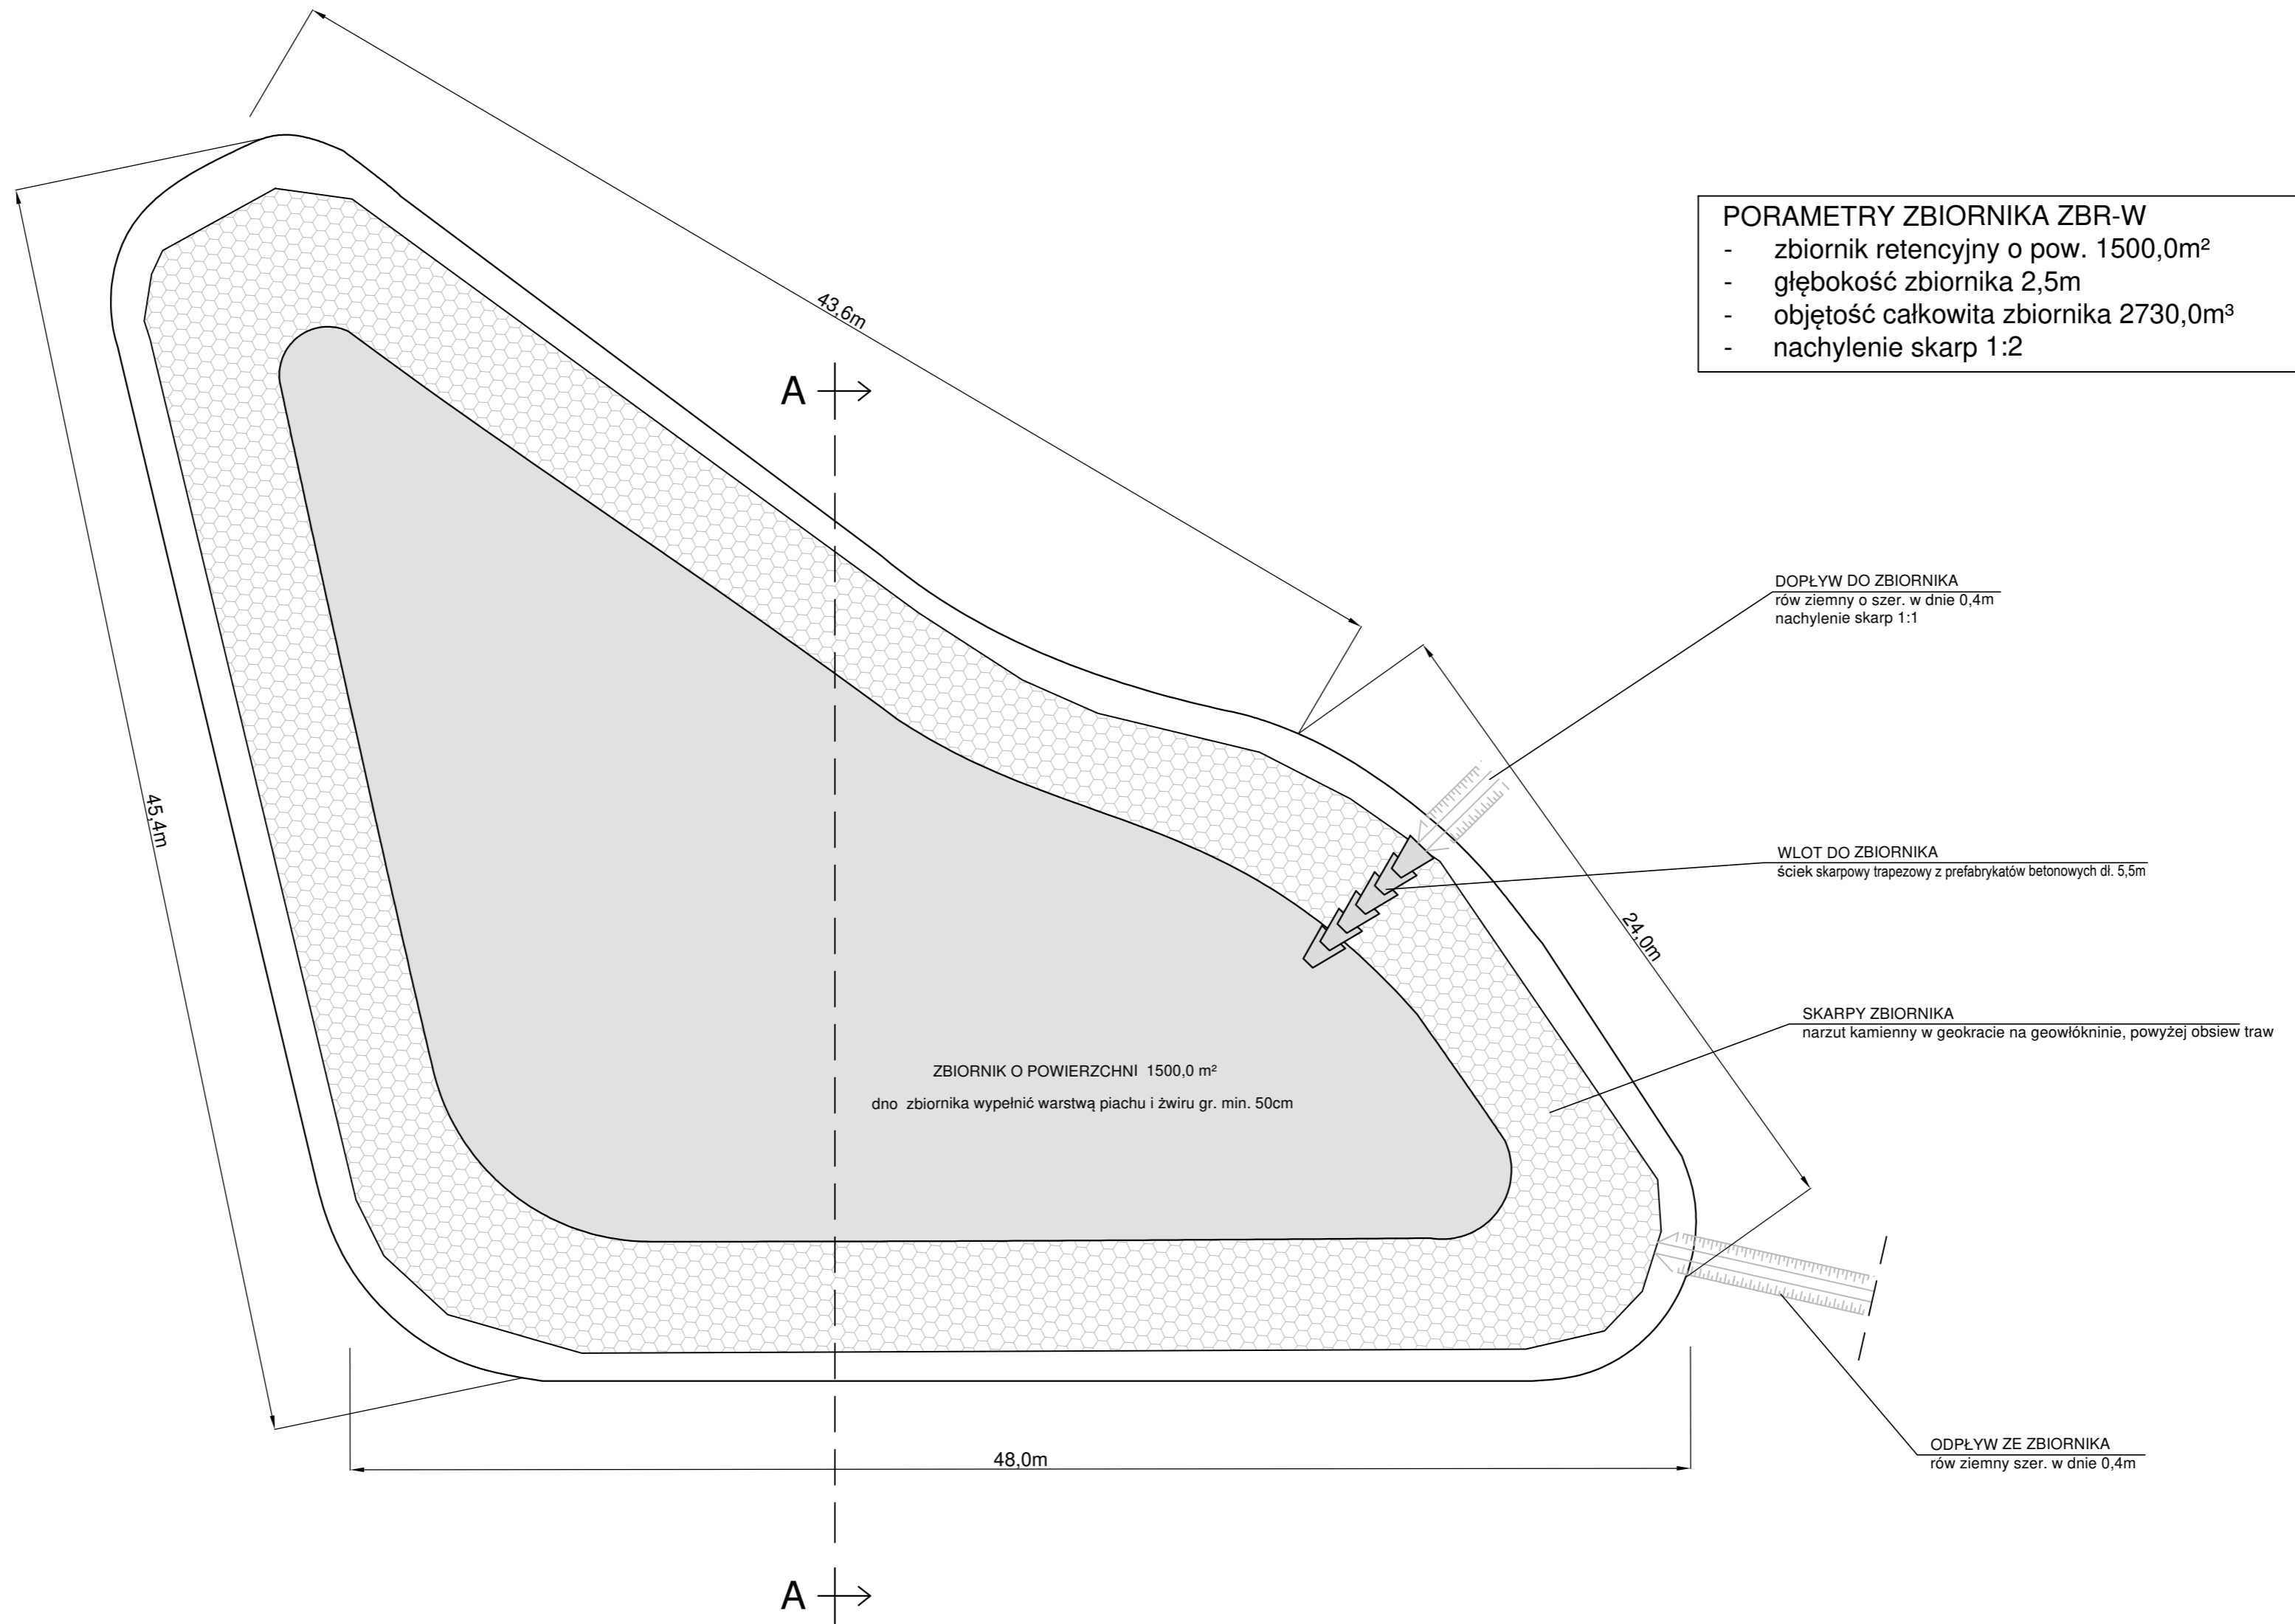 43,6m
PORAMETRY ZBIORNIKA ZBR-W
- zbiornik retencyjny o pow. 1500,0m²
- głębokość zbiornika 2,5m
- objętość całkowita zbiornika 2730,0m³
- nachylenie skarp 1:2
A
DOPŁYW DO ZBIORNIKA
rów ziemny o szer. w dnie 0,4m
nachylenie skarp 1:1
45,4m
WLOT DO ZBIORNIKA
ściek skarpowy trapezowy z prefabrykatów betonowych dł. 5,5m
24,0m
SKARPY ZBIORNIKA
narzut kamienny w geokracie na geowłókninie, powyżej obsiew traw
ZBIORNIK O POWIERZCHNI 1500,0 m²
dno zbiornika wypełnić warstwą piachu i żwiru gr. min. 50cm
48,0m
ODPŁYW ZE ZBIORNIKA
rów ziemny szer. w dnie 0,4m
A